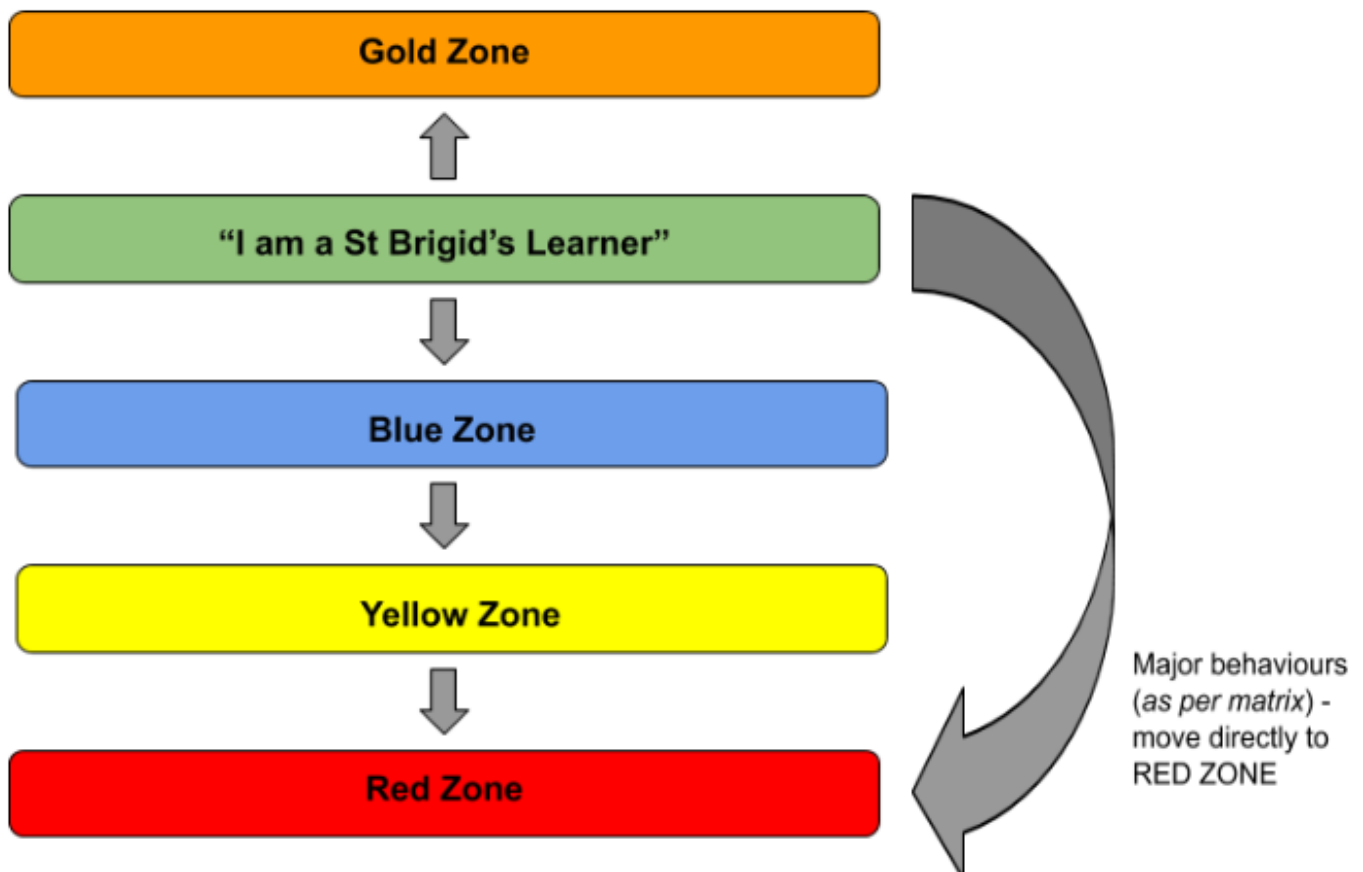 Gold Zone
“I am a St Brigid’s Learner”
Blue Zone
Yellow Zone
Red Zone
Major behaviours
(as per matrix) -
move directly to
RED ZONE